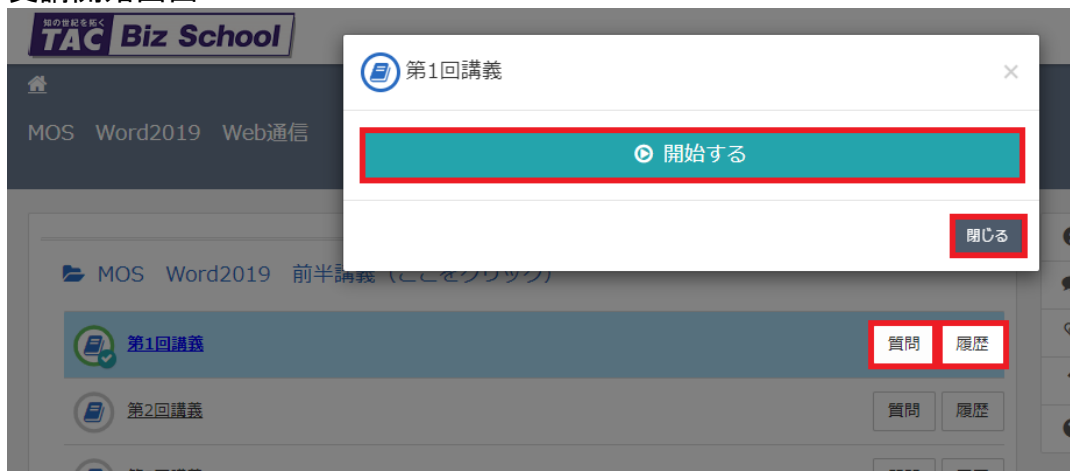 知の世紀を拓く
TAC Biz School
第1回講義
×
MOS Word2019 Web通信
開始する
閉じる
MOS Word2019 前半講義（ここをクリック）
第1回講義 質問 履歴
第2回講義 質問 履歴